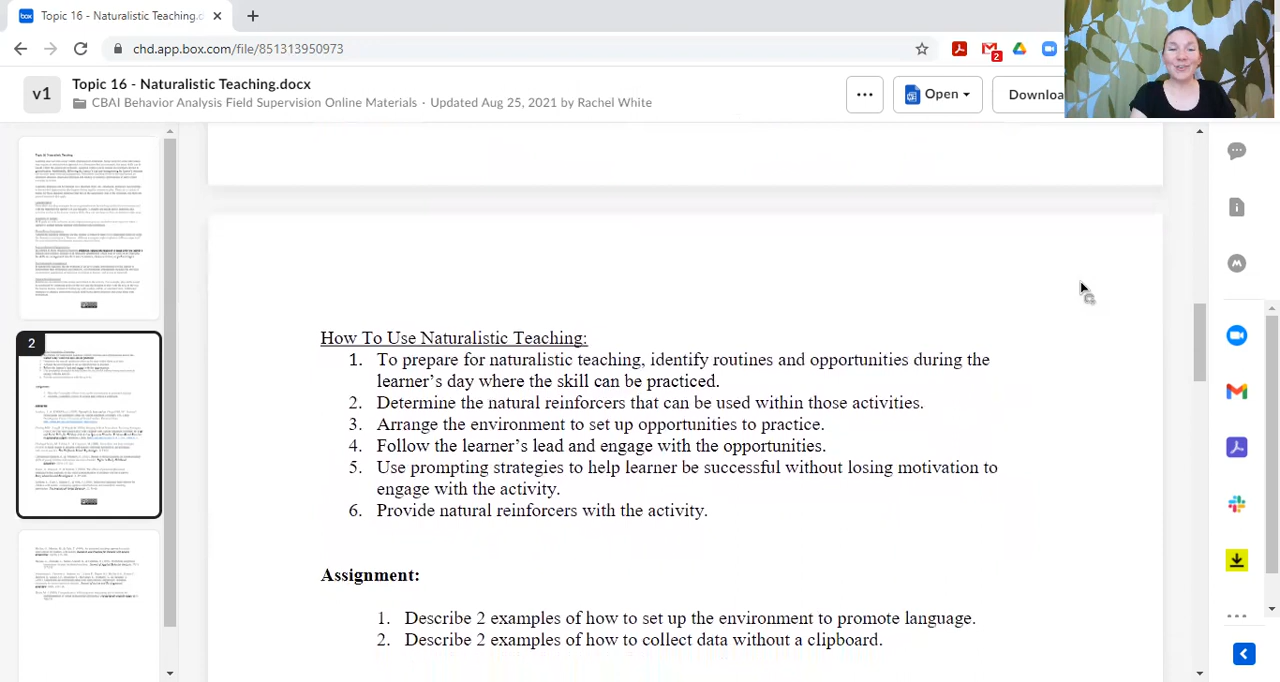 Topic 16 - Naturalistic Teaching.d
chd.app.box.com/file/851313950973
2
v1
Topic 16 - Naturalistic Teaching.docx
CBAI Behavior Analysis Field Supervision Online Materials · Updated Aug 25, 2021 by Rachel White
Open
Downloa
2
How To Use Naturalistic Teaching:
1. To prepare for naturalistic teaching, identify routines and opportunities during the
learner's day where the skill can be practiced.
2. Determine the natural reinforcers that can be used within those activities.
3. Arrange the environment to set up opportunities to practice.
4. Follow the learner's lead and engage with the opportunities.
5. Use prompting strategies to help learner be successful without losing motivation to
engage with the activity.
6. Provide natural reinforcers with the activity.
Assignment:
1. Describe 2 examples of how to set up the environment to promote language.
2. Describe 2 examples of how to collect data without a clipboard.